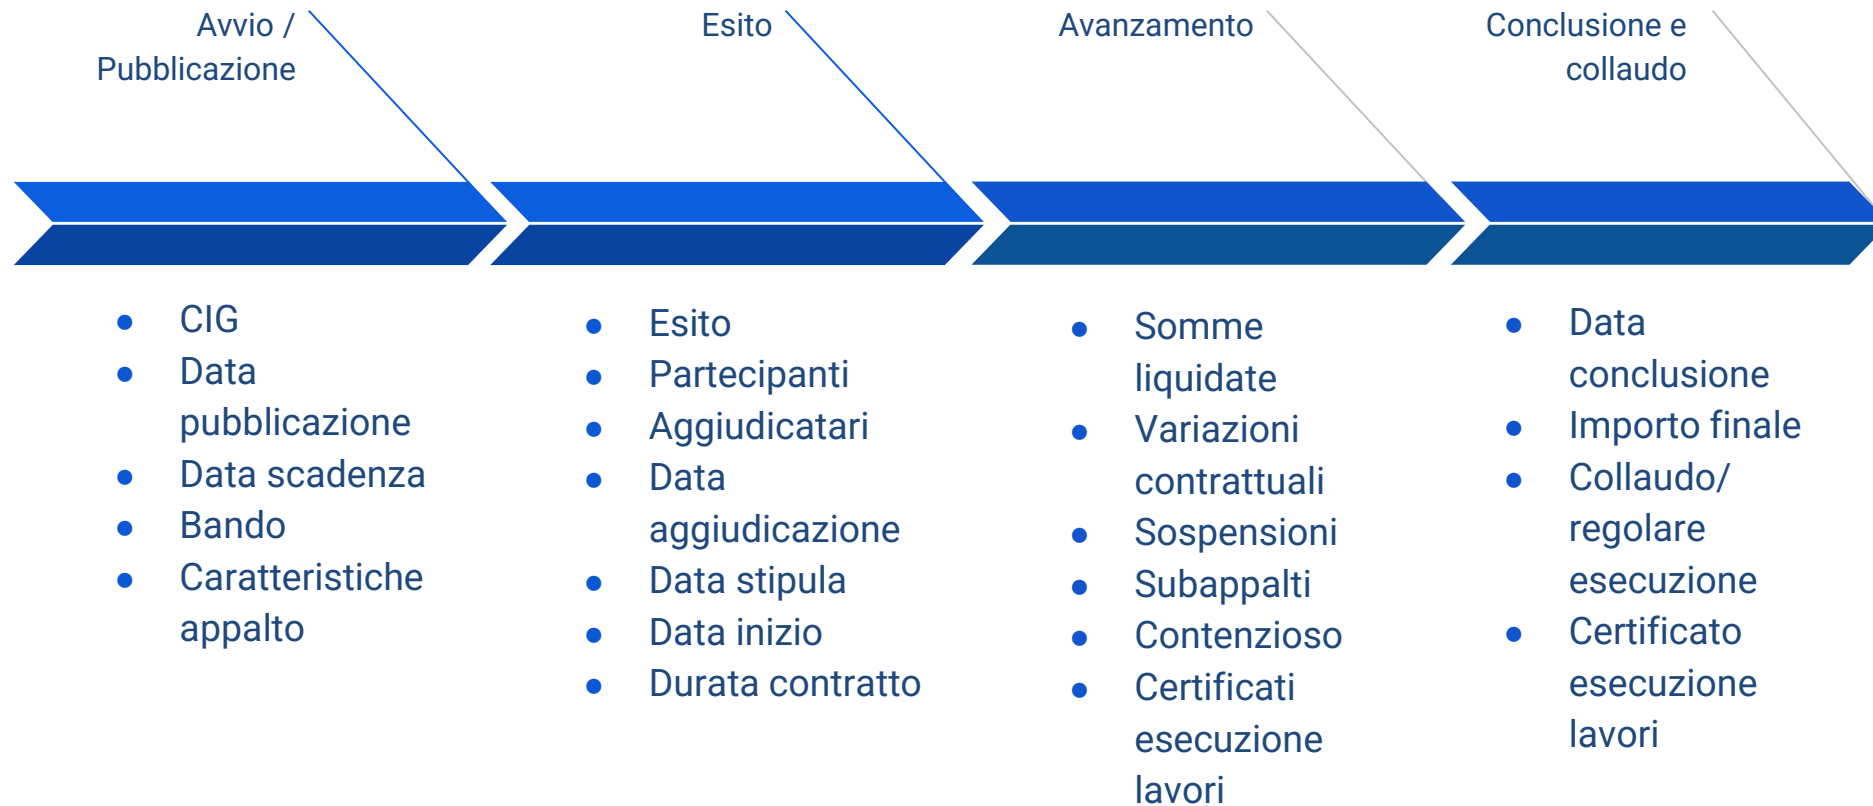 Avvio /
Pubblicazione
Esito
Avanzamento
Conclusione e
collaudo
● CIG
● Data
pubblicazione
● Data scadenza
● Bando
● Caratteristiche
appalto
● Esito
● Partecipanti
● Aggiudicatari
● Data
aggiudicazione
● Data stipula
● Data inizio
● Durata contratto
● Somme
liquidate
● Variazioni
contrattuali
● Sospensioni
● Subappalti
● Contenzioso
● Certificati
esecuzione
lavori
● Data
conclusione
● Importo finale
● Collaudo/
regolare
esecuzione
● Certificato
esecuzione
lavori